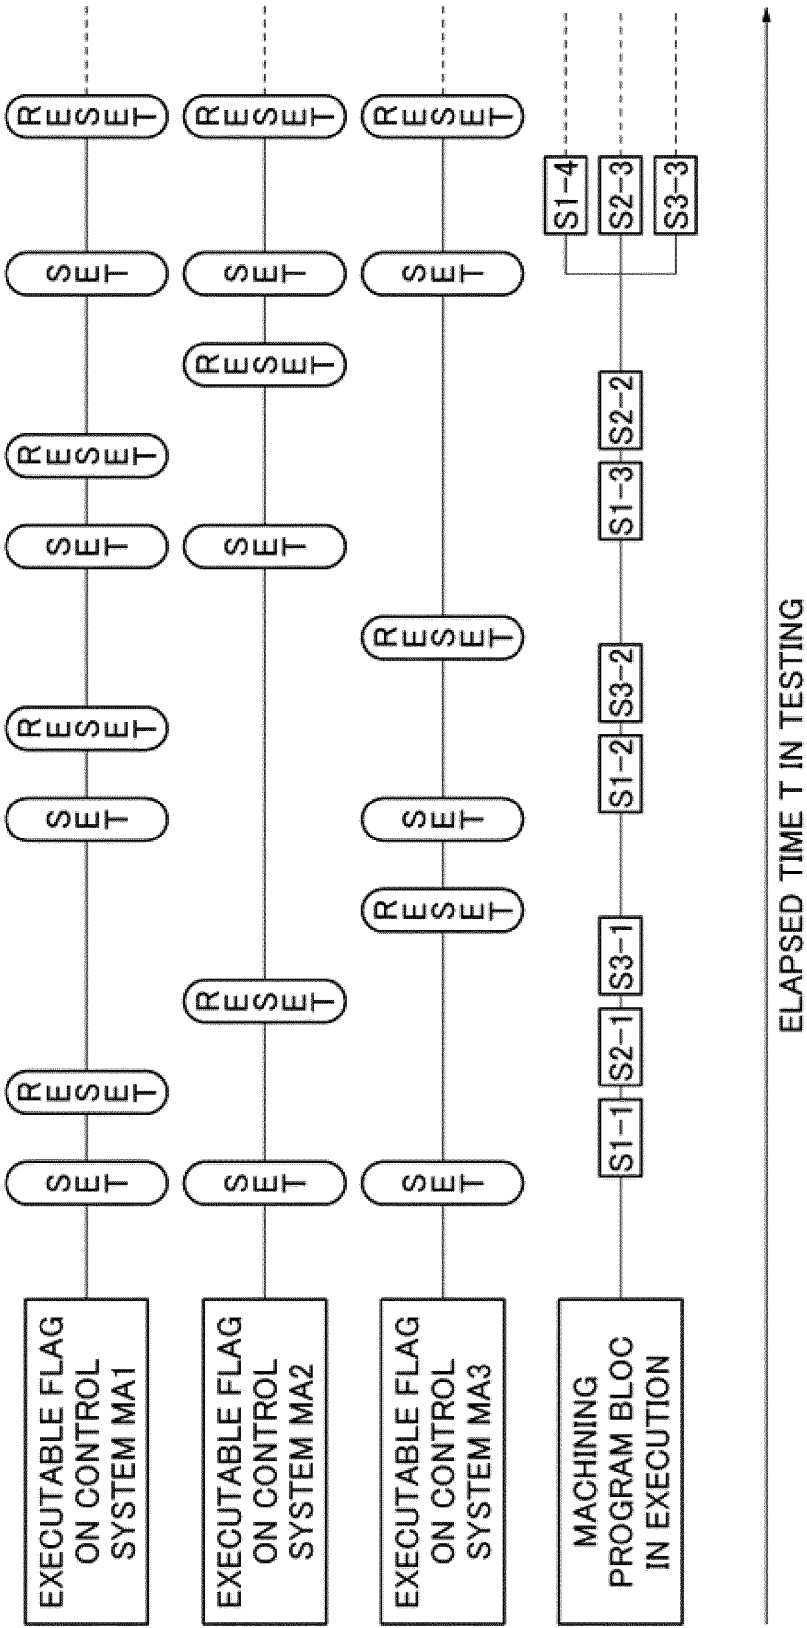 EXECUTABLE FLAG
ON CONTROL
SYSTEM MA1
SET
RESET
SET
RESET
SET
RESET
SET
RESET
EXECUTABLE FLAG
ON CONTROL
SYSTEM MA2
SET
RESET
SET
RESET
SET
RESET
EXECUTABLE FLAG
ON CONTROL
SYSTEM MA3
SET
RESET
SET
RESET
SET
RESET
MACHINING
PROGRAM BLOC
IN EXECUTION
S1-1
S2-1
S3-1
S1-2
S3-2
S1-3
S2-2
S1-4
S2-3
S3-3
ELAPSED TIME T IN TESTING